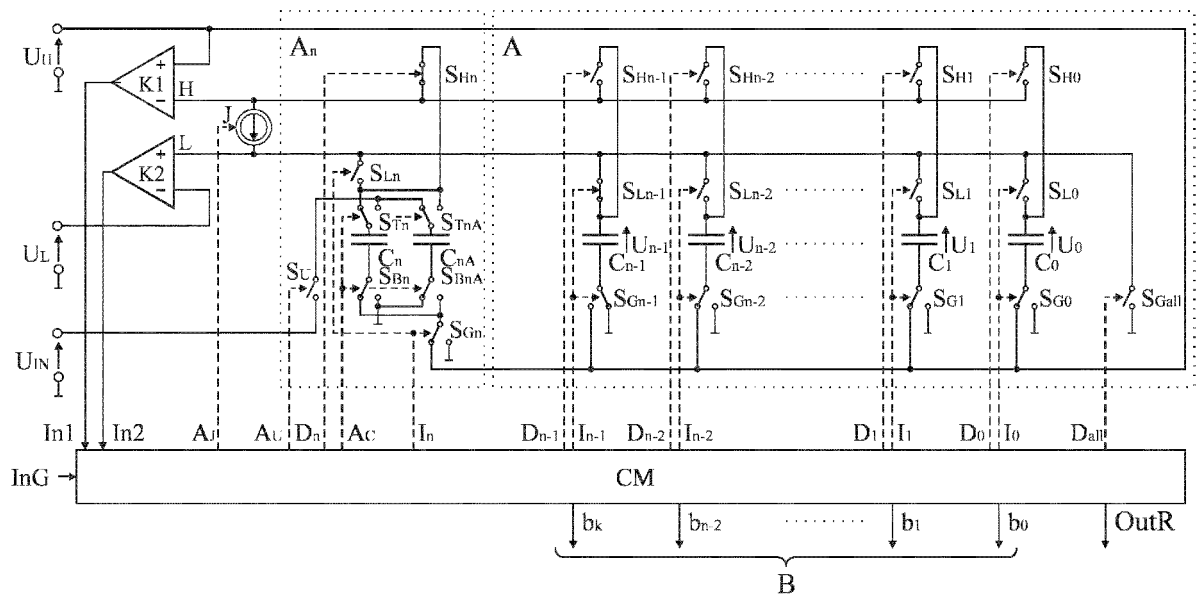 An
A
UH
K1
+
−
H
J
L
+
K2
−
UL
UIN
SHn
SHn-1
SHn-2
SH1
SH0
SLn
SLn-1
SLn-2
SL1
SL0
STn
STnA
Cn
CnA
Un-1
Un-2
U1
U0
Cn-1
Cn-2
C1
C0
SU
SBn
SBnA
SGn
SGn-1
SGn-2
SG1
SG0
SGall
In1
In2
AJ
AU
Dn
AC
In
Dn-1
In-1
Dn-2
In-2
D1
I1
D0
I0
Dall
InG
CM
bk
bn-2
b1
b0
OutR
B